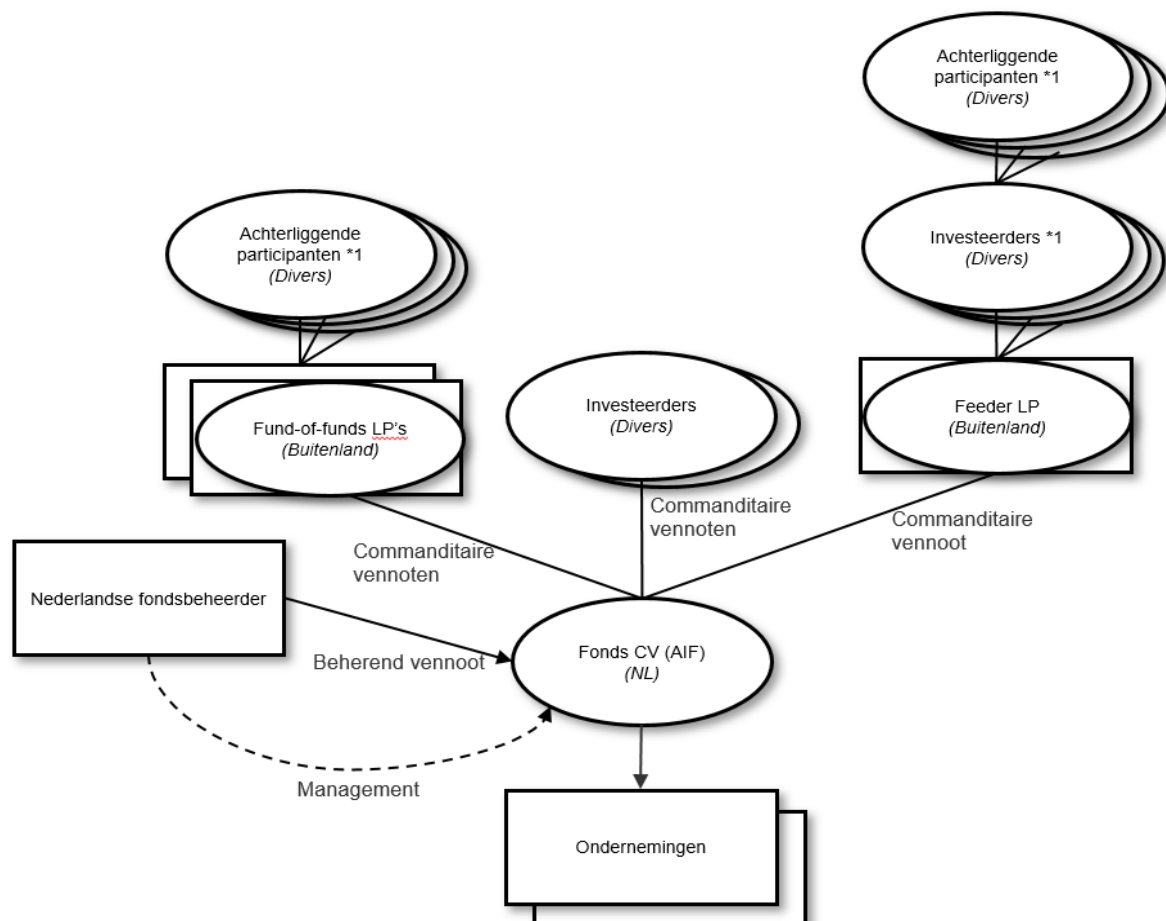 Achterliggende
participanten *1
(Divers)
Achterliggende
participanten *1
(Divers)
Investeerders *1
(Divers)
Fund-of-funds LP's
(Buitenland)
Investeerders
(Divers)
Feeder LP
(Buitenland)
Commanditaire
vennoten
Commanditaire
vennoten
Commanditaire
vennoot
Nederlandse fondsbeheerder
Beherend vennoot
Fonds CV (AIF)
(NL)
Management
Ondernemingen